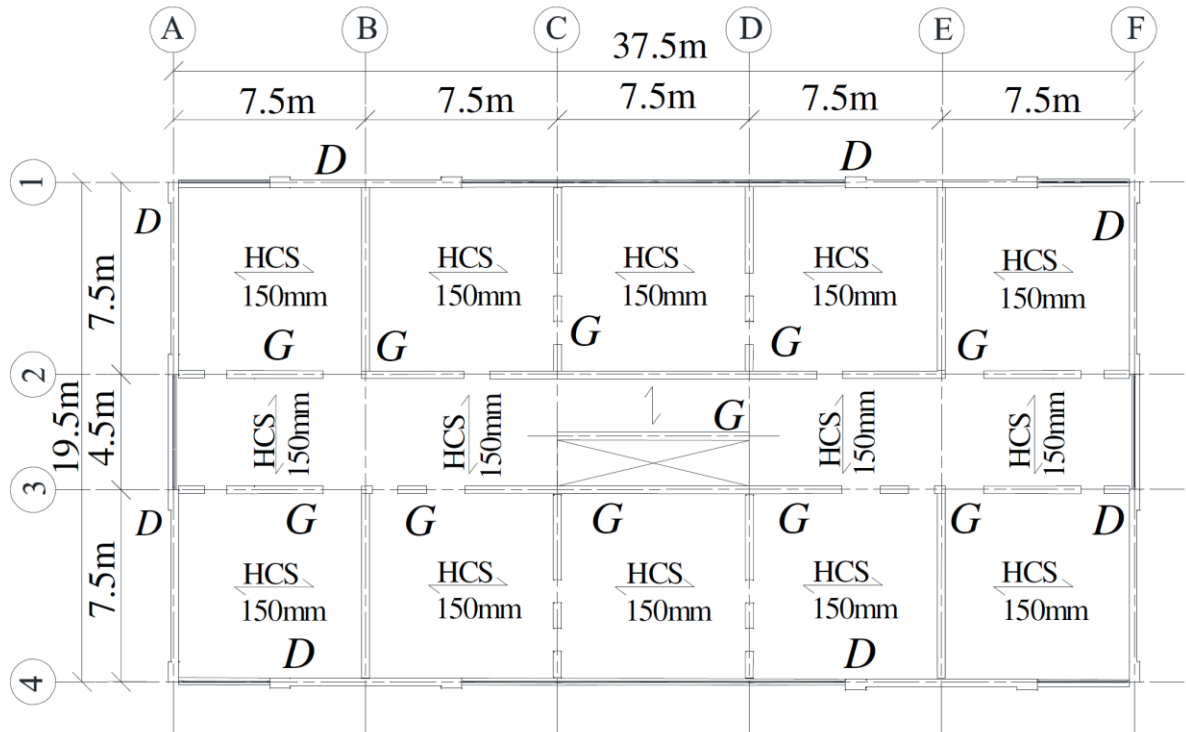 A B C D E F
37.5m
7.5m 7.5m 7.5m 7.5m 7.5m
D D
1
D D
HCS HCS HCS HCS HCS
150mm 150mm 150mm 150mm 150mm
7.5m
G G G G G
2
19.5m
4.5m
HCS
150mm
HCS
150mm
G
HCS
150mm
HCS
150mm
3
D G G G G G D
7.5m
HCS HCS HCS HCS HCS
150mm 150mm 150mm 150mm 150mm
D D
4